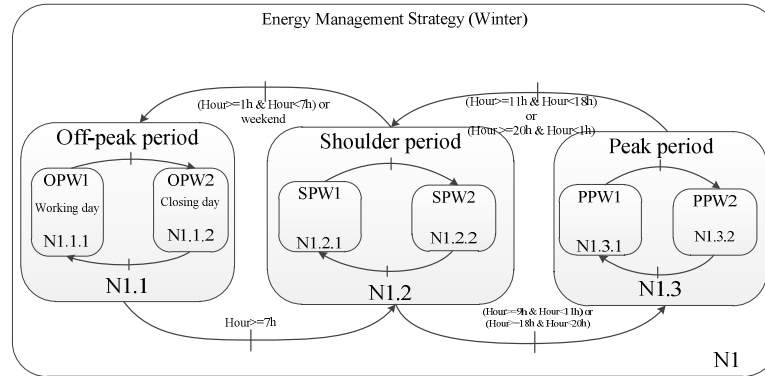 Energy Management Strategy (Winter)
(Hour>=1h & Hour<7h) or
weekend
(Hour>=11h & Hour<18h)
or
(Hour>=20h & Hour<1h)
Off-peak period
Shoulder period
Peak period
OPW1
Working day
N1.1.1
OPW2
Closing day
N1.1.2
SPW1
N1.2.1
SPW2
N1.2.2
PPW1
N1.3.1
PPW2
N1.3.2
N1.1
N1.2
N1.3
Hour>=7h
(Hour>=9h & Hour<11h) or
(Hour>=18h & Hour<20h)
N1